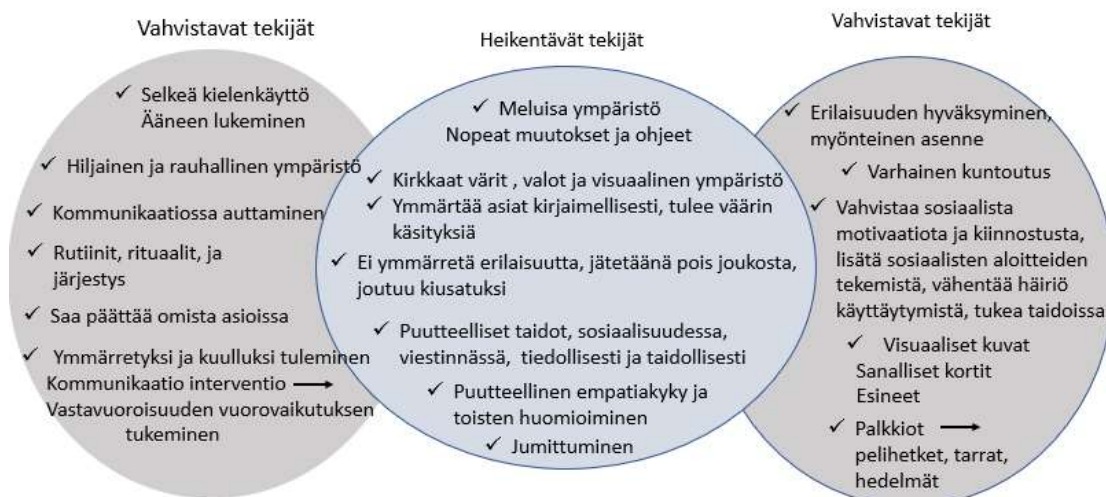 Vahvistavat tekijät
✓ Selkeä kielenkäyttö
Ääneen lukeminen
✓ Hiljainen ja rauhallinen ympäristö
✓ Kommunikaatiossa auttaminen
✓ Rutiinit, rituaalit, ja
järjestys
✓ Saa päättää omista asioissa
✓ Ymmärretyksi ja kuulluksi tuleminen
Kommunikaatio interventio →
Vastavuoroisuuden vuorovaikutuksen
tukeminen
Heikentävät tekijät
✓ Meluisa ympäristö
Nopeat muutokset ja ohjeet
✓ Kirkkaat värit , valot ja visuaalinen ympäristö
✓ Ymmärtää asiat kirjaimellisesti, tulee väärin
käsityksiä
✓ Ei ymmärretä erilaisuutta, jätetäänä pois joukosta,
joutuu kiusatuksi
✓ Puutteelliset taidot, sosiaalisuudessa,
viestinnässä, tiedollisesti ja taidollisesti
✓ Puutteellinen empatiakyky ja
toisten huomioiminen
✓ Jumittuminen
Vahvistavat tekijät
✓ Erilaisuuden hyväksyminen,
myönteinen asenne
✓ Varhainen kuntoutus
✓ Vahvistaa sosiaalista
motivaatiota ja kiinnostusta,
lisätä sosiaalisten aloitteiden
tekemistä, vähentää häiriö
käyttäytymistä, tukea taidoissa
✓ Visuaaliset kuvat
Sanalliset kortit
Esineet
✓ Palkkiot →
pelihetket, tarrat,
hedelmät